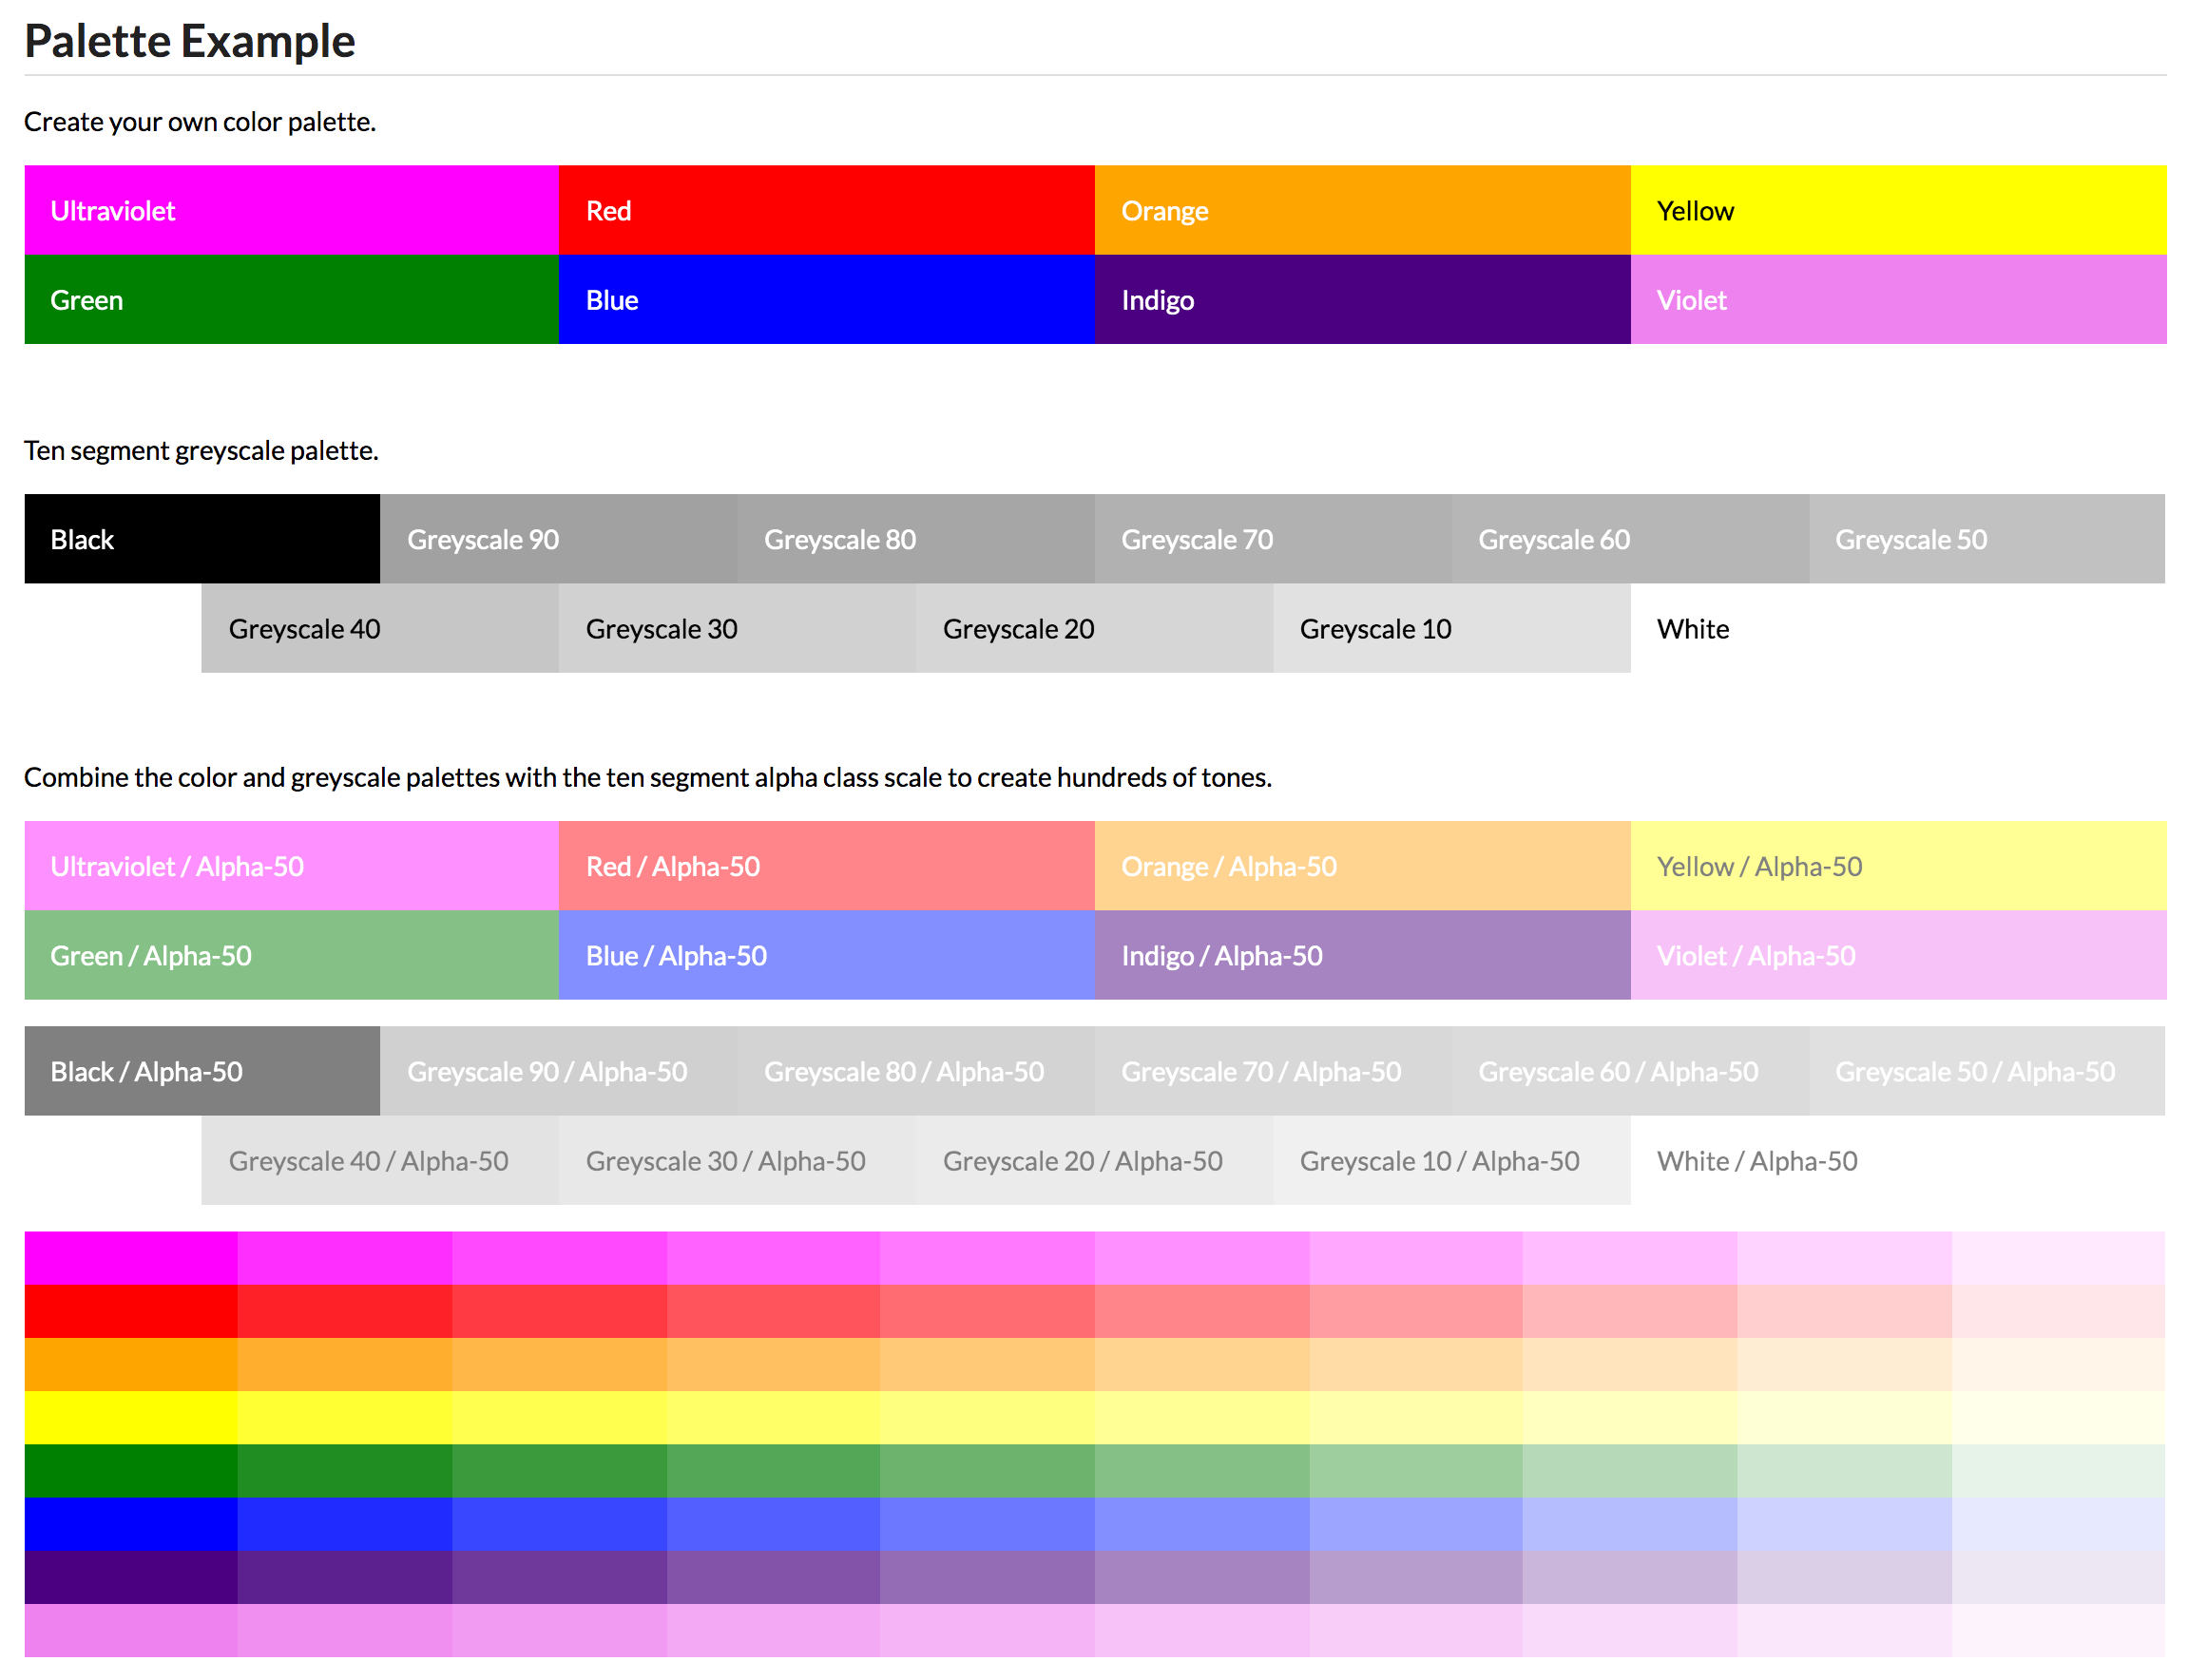 Palette Example
Create your own color palette.
Ultraviolet Red Orange Yellow
Green Blue Indigo Violet
Ten segment greyscale palette.
Black Greyscale 90 Greyscale 80 Greyscale 70 Greyscale 60 Greyscale 50
Greyscale 40 Greyscale 30 Greyscale 20 Greyscale 10 White
Combine the color and greyscale palettes with the ten segment alpha class scale to create hundreds of tones.
Ultraviolet / Alpha-50 Red / Alpha-50 Orange / Alpha-50 Yellow / Alpha-50
Green / Alpha-50 Blue / Alpha-50 Indigo / Alpha-50 Violet / Alpha-50
Black / Alpha-50 Greyscale 90 / Alpha-50 Greyscale 80 / Alpha-50 Greyscale 70 / Alpha-50 Greyscale 60 / Alpha-50 Greyscale 50 / Alpha-50
Greyscale 40 / Alpha-50 Greyscale 30 / Alpha-50 Greyscale 20 / Alpha-50 Greyscale 10 / Alpha-50 White / Alpha-50